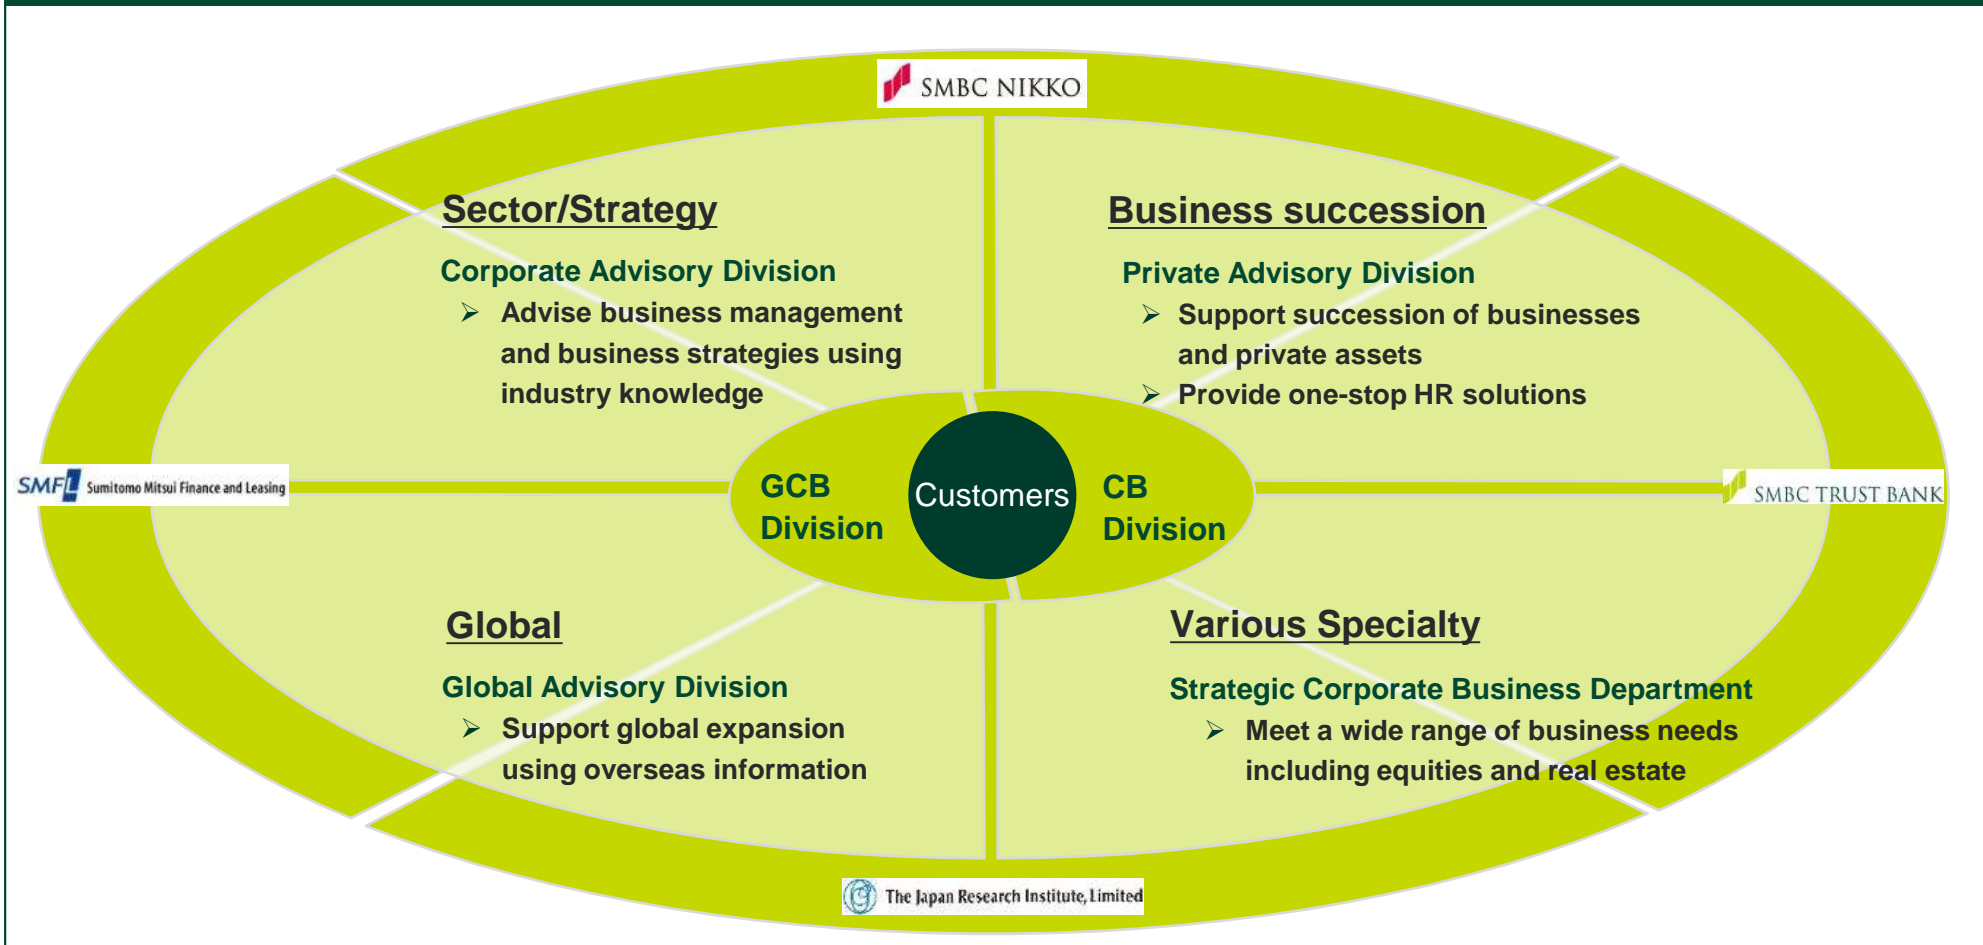 SMBC NIKKO
Sector/Strategy
Corporate Advisory Division
➢ Advise business management
and business strategies using
industry knowledge
Business succession
Private Advisory Division
➢ Support succession of businesses
and private assets
➢ Provide one-stop HR solutions
SMFL Sumitomo Mitsui Finance and Leasing
GCB
Division
Customers
CB
Division
SMBC TRUST BANK
Global
Global Advisory Division
➢ Support global expansion
using overseas information
Various Specialty
Strategic Corporate Business Department
➢ Meet a wide range of business needs
including equities and real estate
The Japan Research Institute, Limited